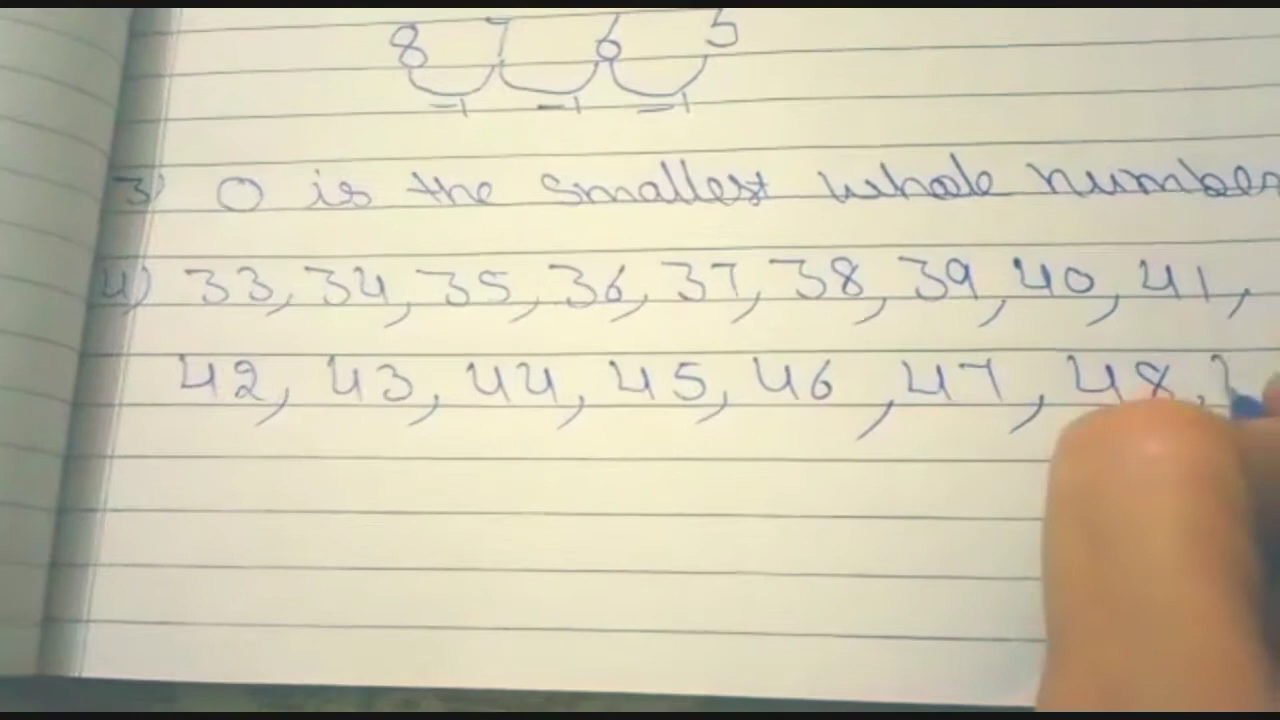 8 7 6 5
-1 -1 -1
3) 0 is the smallest whole number
4) 33, 34, 35, 36, 37, 38, 39, 40, 41,
42, 43, 44, 45, 46, 47, 48,